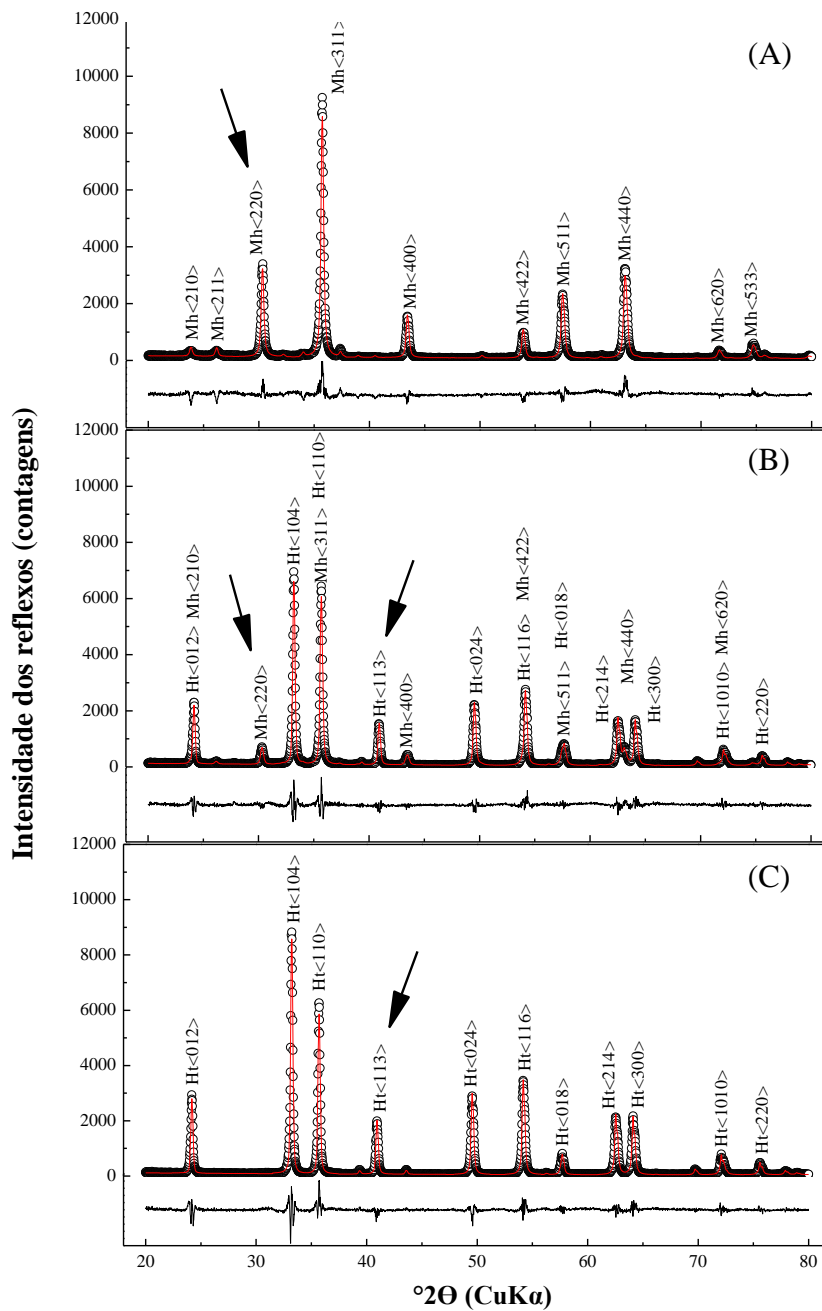 Intensidade dos reflexos (contagens)
12000
10000
8000
6000
4000
2000
0
(A)
Mh<210>
Mh<211>
Mh<220>
Mh<311>
Mh<400>
Mh<422>
Mh<511>
Mh<440>
Mh<620>
Mh<533>
12000
10000
8000
6000
4000
2000
0
(B)
Ht<012> Mh<210>
Mh<220>
Ht<104>
Mh<311> Ht<110>
Ht<113>
Mh<400>
Ht<024>
Ht<116> Mh<422>
Mh<511> Ht<018>
Ht<214>
Mh<440>
Ht<300>
Ht<1010> Mh<620>
Ht<220>
12000
10000
8000
6000
4000
2000
0
(C)
Ht<012>
Ht<104>
Ht<110>
Ht<113>
Ht<024>
Ht<116>
Ht<018>
Ht<214>
Ht<300>
Ht<1010>
Ht<220>
20 30 40 50 60 70 80
°2Θ (CuKα)